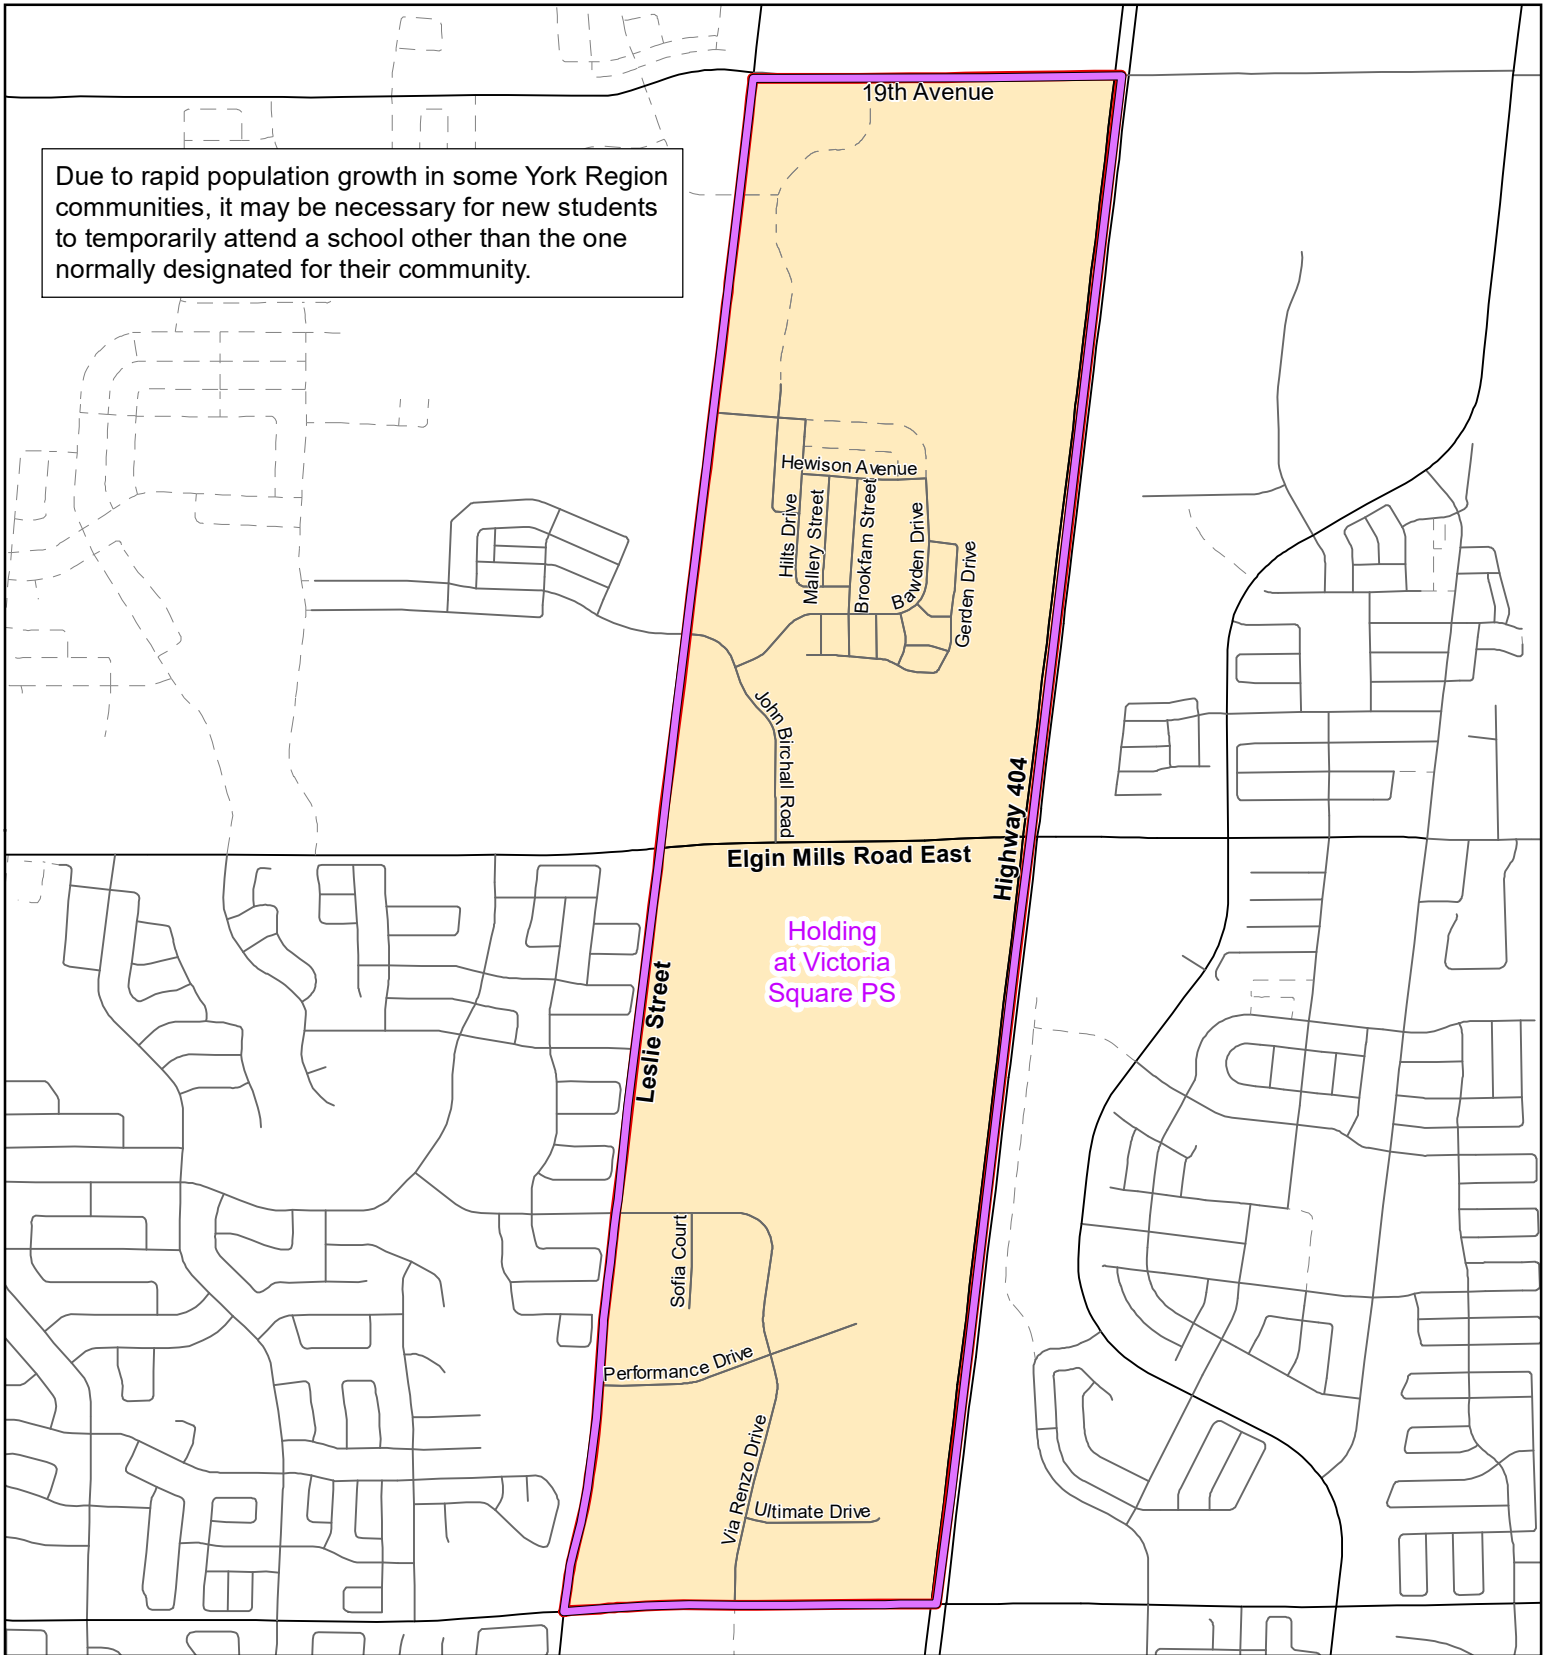 19th Avenue
Due to rapid population growth in some York Region
communities, it may be necessary for new students
to temporarily attend a school other than the one
normally designated for their community.
Hewison Avenue
Hilts Drive
Mallery Street
Brookfam Street
Bawden Drive
Gerden Drive
John Birchall Road
Highway 404
Elgin Mills Road East
Holding
at Victoria
Square PS
Leslie Street
Sofia Court
Performance Drive
Via Renzo Drive
Ultimate Drive